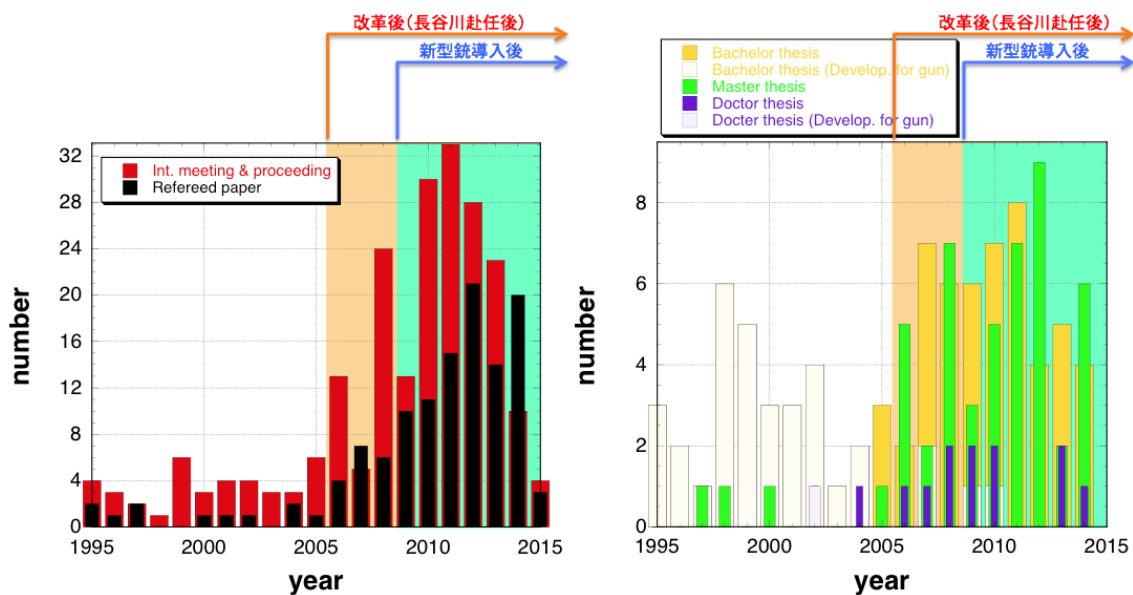 改革後(長谷川赴任後)
新型銃導入後
Int. meeting & proceeding
Refereed paper
number
32
28
24
20
16
12
8
4
0
1995
2000
2005
2010
2015
year
改革後(長谷川赴任後)
新型銃導入後
Bachelor thesis
Bachelor thesis (Develop. for gun)
Master thesis
Doctor thesis
Docter thesis (Develop. for gun)
number
8
6
4
2
0
1995
2000
2005
2010
2015
year